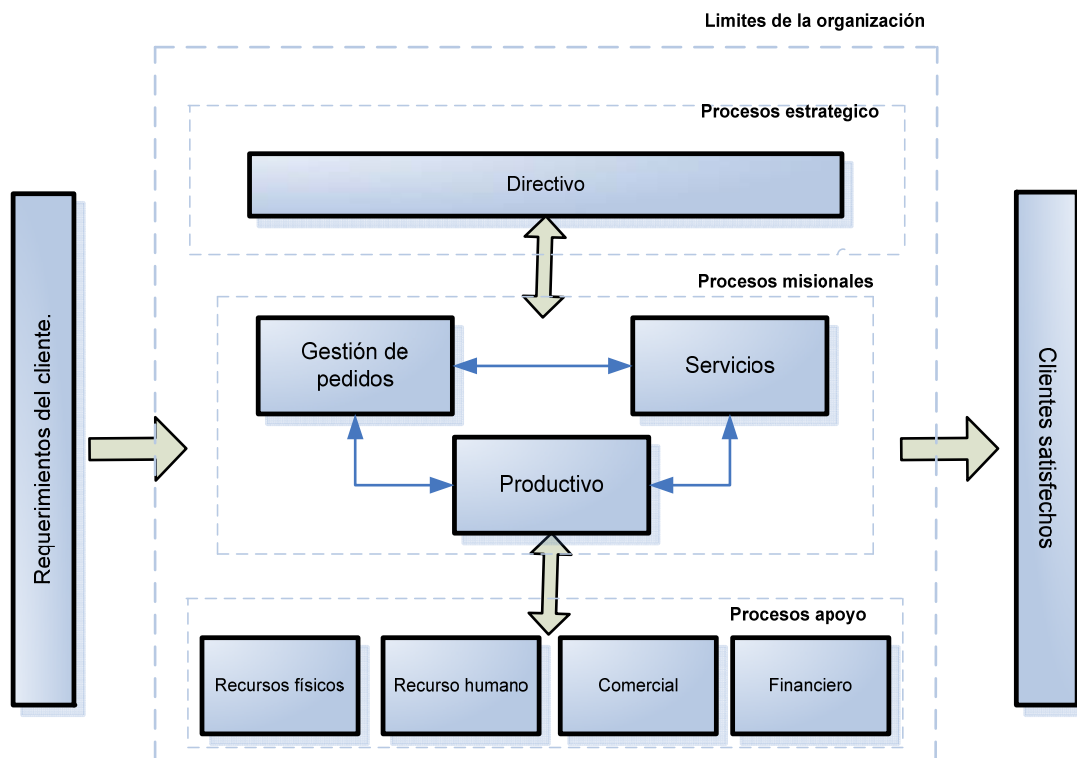 Limites de la organización
Procesos estrategico
Directivo
Procesos misionales
Requerimientos del cliente.
Gestión de
pedidos
Servicios
Productivo
Clientes satisfechos
Procesos apoyo
Recursos físicos
Recurso humano
Comercial
Financiero